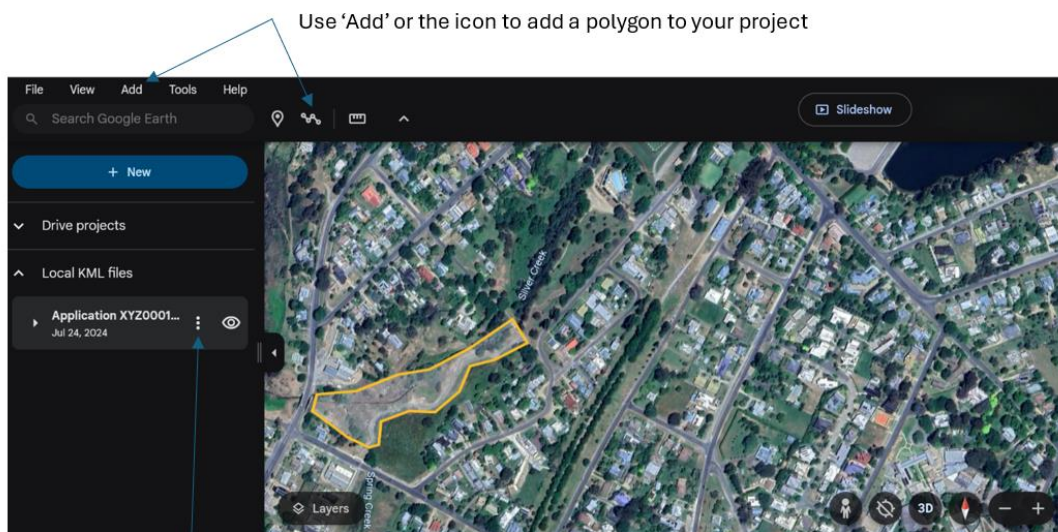 Use ‘Add’ or the icon to add a polygon to your project
File View Add Tools Help
Search Google Earth
Slideshow
+ New
Drive projects
Local KML files
Application XYZ0001...
Jul 24, 2024
Silver Creek
Spring Creek
Layers
3D